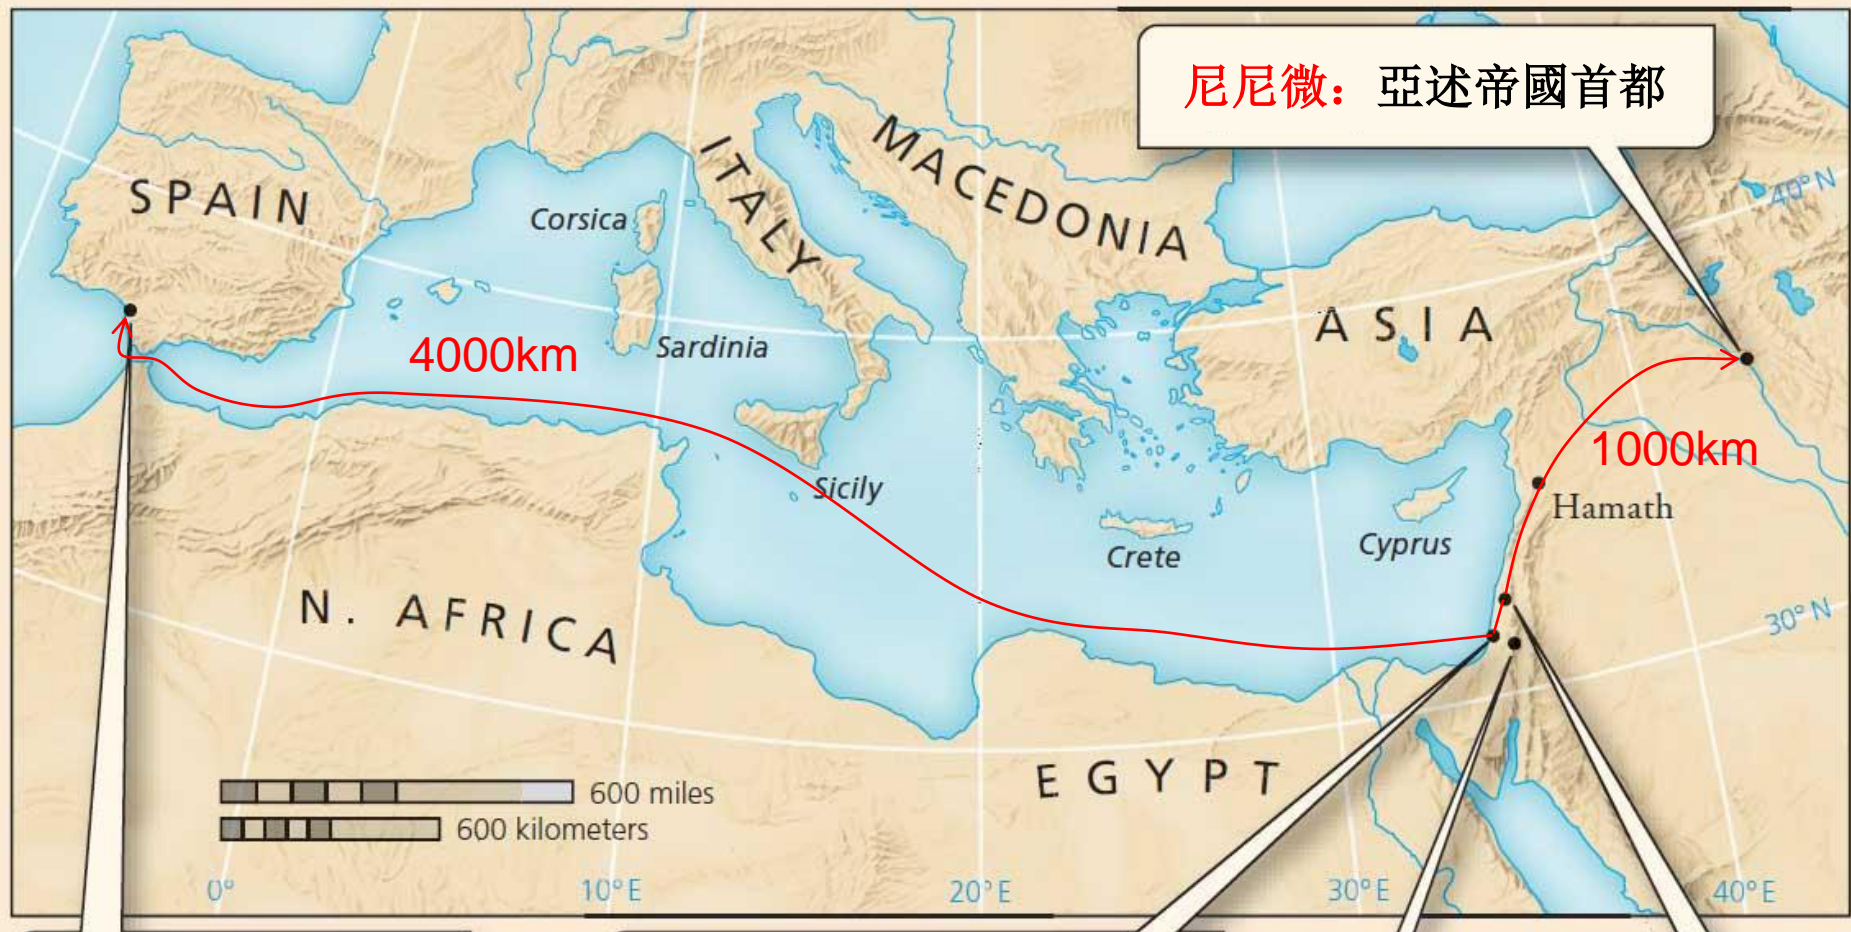 尼尼微：亞述帝國首都
SPAIN
Corsica
ITALY
MACEDONIA
40° N
ASIA
4000km
Sardinia
1000km
Sicily
Hamath
Crete
Cyprus
N. AFRICA
30° N
EGYPT
600 miles
600 kilometers
0°
10° E
20° E
30° E
40° E